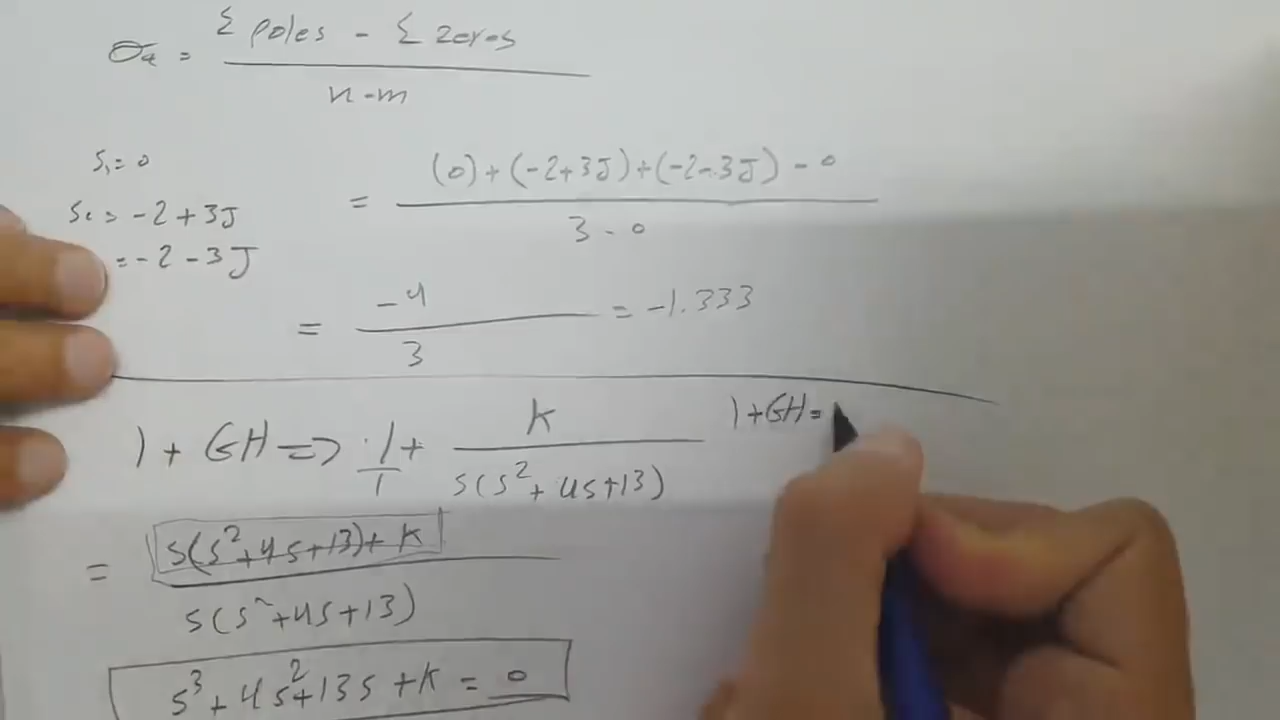 σa = Σ poles - Σ zeros
n-m
S₁ = 0
= (0)+(-2+3J)+(-2-3J)-0
3-0
= -2+3J
= -2-3J
= -4
3
= -1.333
1 + GH => 1/1 + K
s(s²+4s+13)
1+GH=
= s(s²+4s+13)+K
s(s²+4s+13)
s³+4s²+13s+K=0